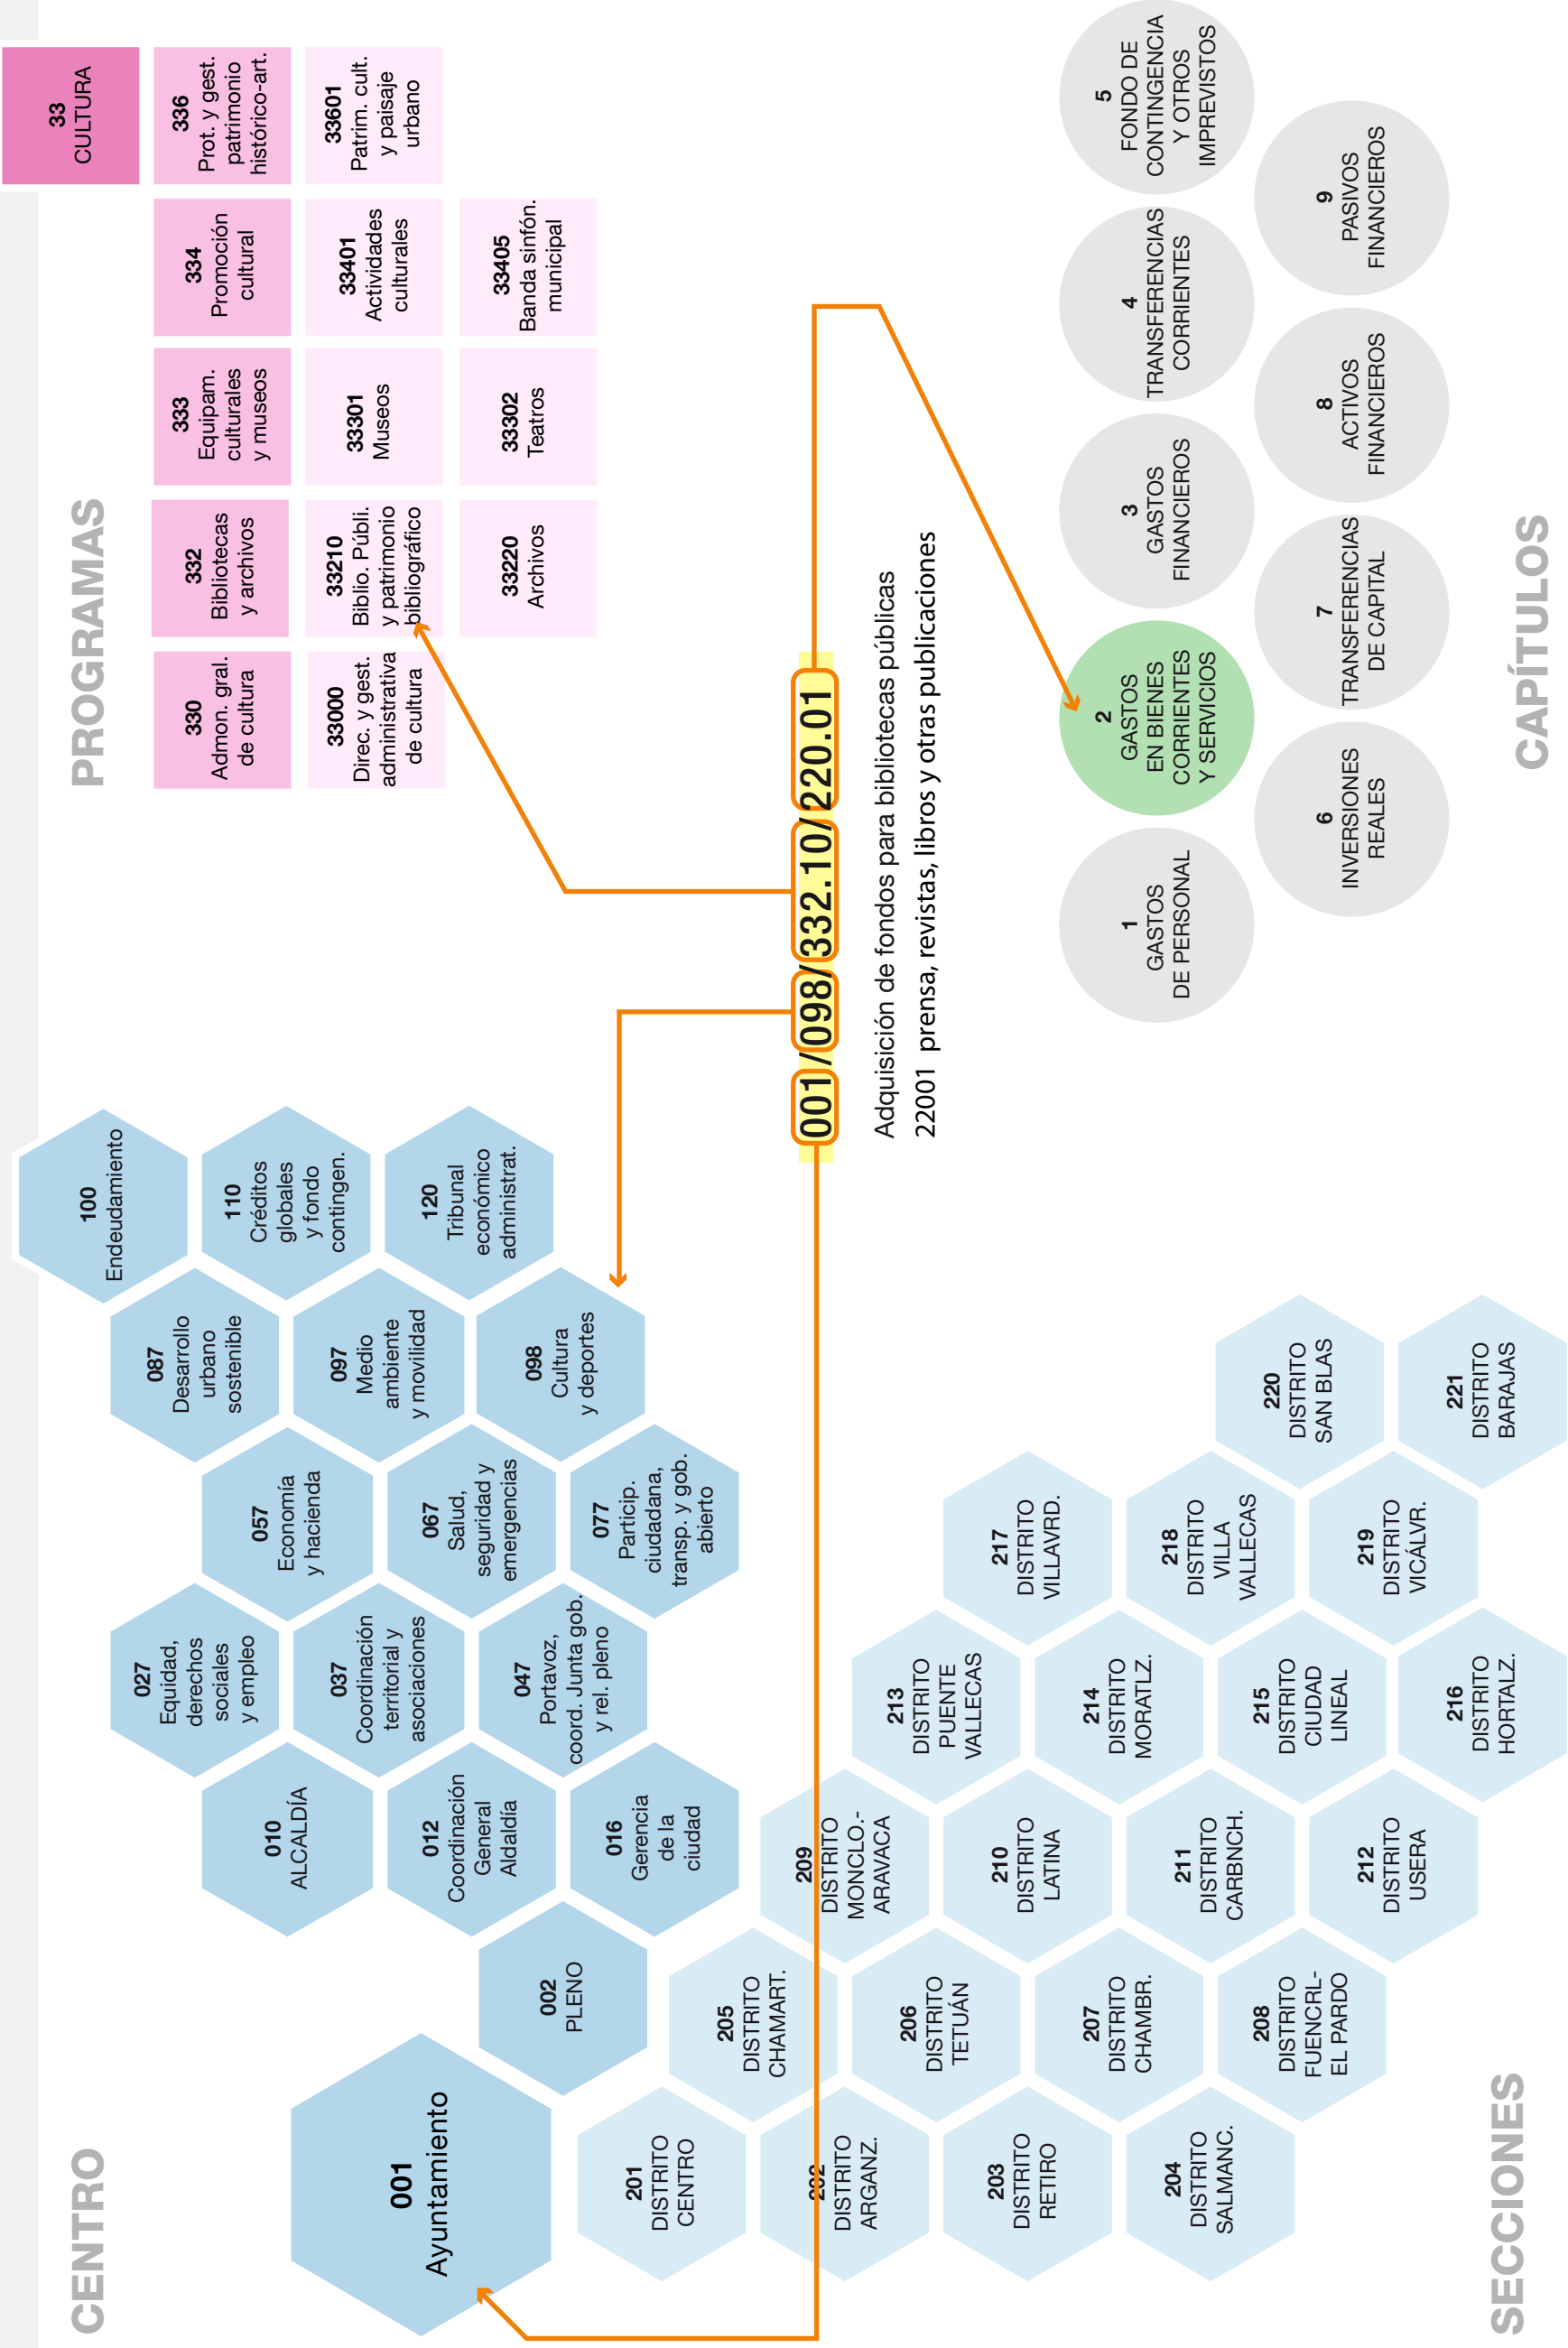 CENTRO
001
Ayuntamiento
002
PLENO
010
ALCALDÍA
012
Coordinación
General
Aldaldía
016
Gerencia
de la
ciudad
027
Equidad,
derechos
sociales
y empleo
037
Coordinación
territorial y
asociaciones
047
Portavoz,
coord. Junta gob.
y rel. pleno
057
Economía
y hacienda
067
Salud,
seguridad y
emergencias
077
Particip.
ciudadana,
transp. y gob.
abierto
087
Desarrollo
urbano
sostenible
097
Medio
ambiente
y movilidad
098
Cultura
y deportes
100
Endeudamiento
110
Créditos
globales
y fondo
contingen.
120
Tribunal
económico
administrat.
PROGRAMAS
33
CULTURA
330
Admon. gral.
de cultura
332
Bibliotecas
y archivos
333
Equipam.
culturales
y museos
334
Promoción
cultural
336
Prot. y gest.
patrimonio
histórico-art.
33000
Direc. y gest.
administrativa
de cultura
33210
Biblio. Públi.
y patrimonio
bibliográfico
33301
Museos
33401
Actividades
culturales
33601
Patrim. cult.
y paisaje
urbano
33220
Archivos
33302
Teatros
33405
Banda sinfón.
municipal
001/098/332.10/220.01
Adquisición de fondos para bibliotecas públicas
22001 prensa, revistas, libros y otras publicaciones
201
DISTRITO
CENTRO
202
DISTRITO
ARGANZ.
203
DISTRITO
RETIRO
204
DISTRITO
SALMANC.
205
DISTRITO
CHAMART.
206
DISTRITO
TETUÁN
207
DISTRITO
CHAMBR.
208
DISTRITO
FUENCRL-
EL PARDO
209
DISTRITO
MONCLO.-
ARAVACA
210
DISTRITO
LATINA
211
DISTRITO
CARBNCH.
212
DISTRITO
USERA
213
DISTRITO
PUENTE
VALLECAS
214
DISTRITO
MORATLZ.
215
DISTRITO
CIUDAD
LINEAL
216
DISTRITO
HORTALZ.
217
DISTRITO
VILLAVRD.
218
DISTRITO
VILLA
VALLECAS
219
DISTRITO
VICÁLVR.
220
DISTRITO
SAN BLAS
221
DISTRITO
BARAJAS
SECCIONES
1
GASTOS
DE PERSONAL
2
GASTOS
EN BIENES
CORRIENTES
Y SERVICIOS
3
GASTOS
FINANCIEROS
4
TRANSFERENCIAS
CORRIENTES
5
FONDO DE
CONTINGENCIA
Y OTROS
IMPREVISTOS
6
INVERSIONES
REALES
7
TRANSFERENCIAS
DE CAPITAL
8
ACTIVOS
FINANCIEROS
9
PASIVOS
FINANCIEROS
CAPÍTULOS